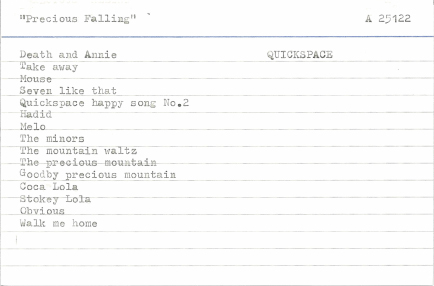 "Precious Falling" A 25122
Death and Annie QUICKSPACE
Take away
Mouse
Seven like that
Quickspace happy song No.2
Hadid
Melo
The minors
The mountain waltz
The precious mountain
Goodby precious mountain
Coca Lola
Stokey Lola
Obvious
Walk me home